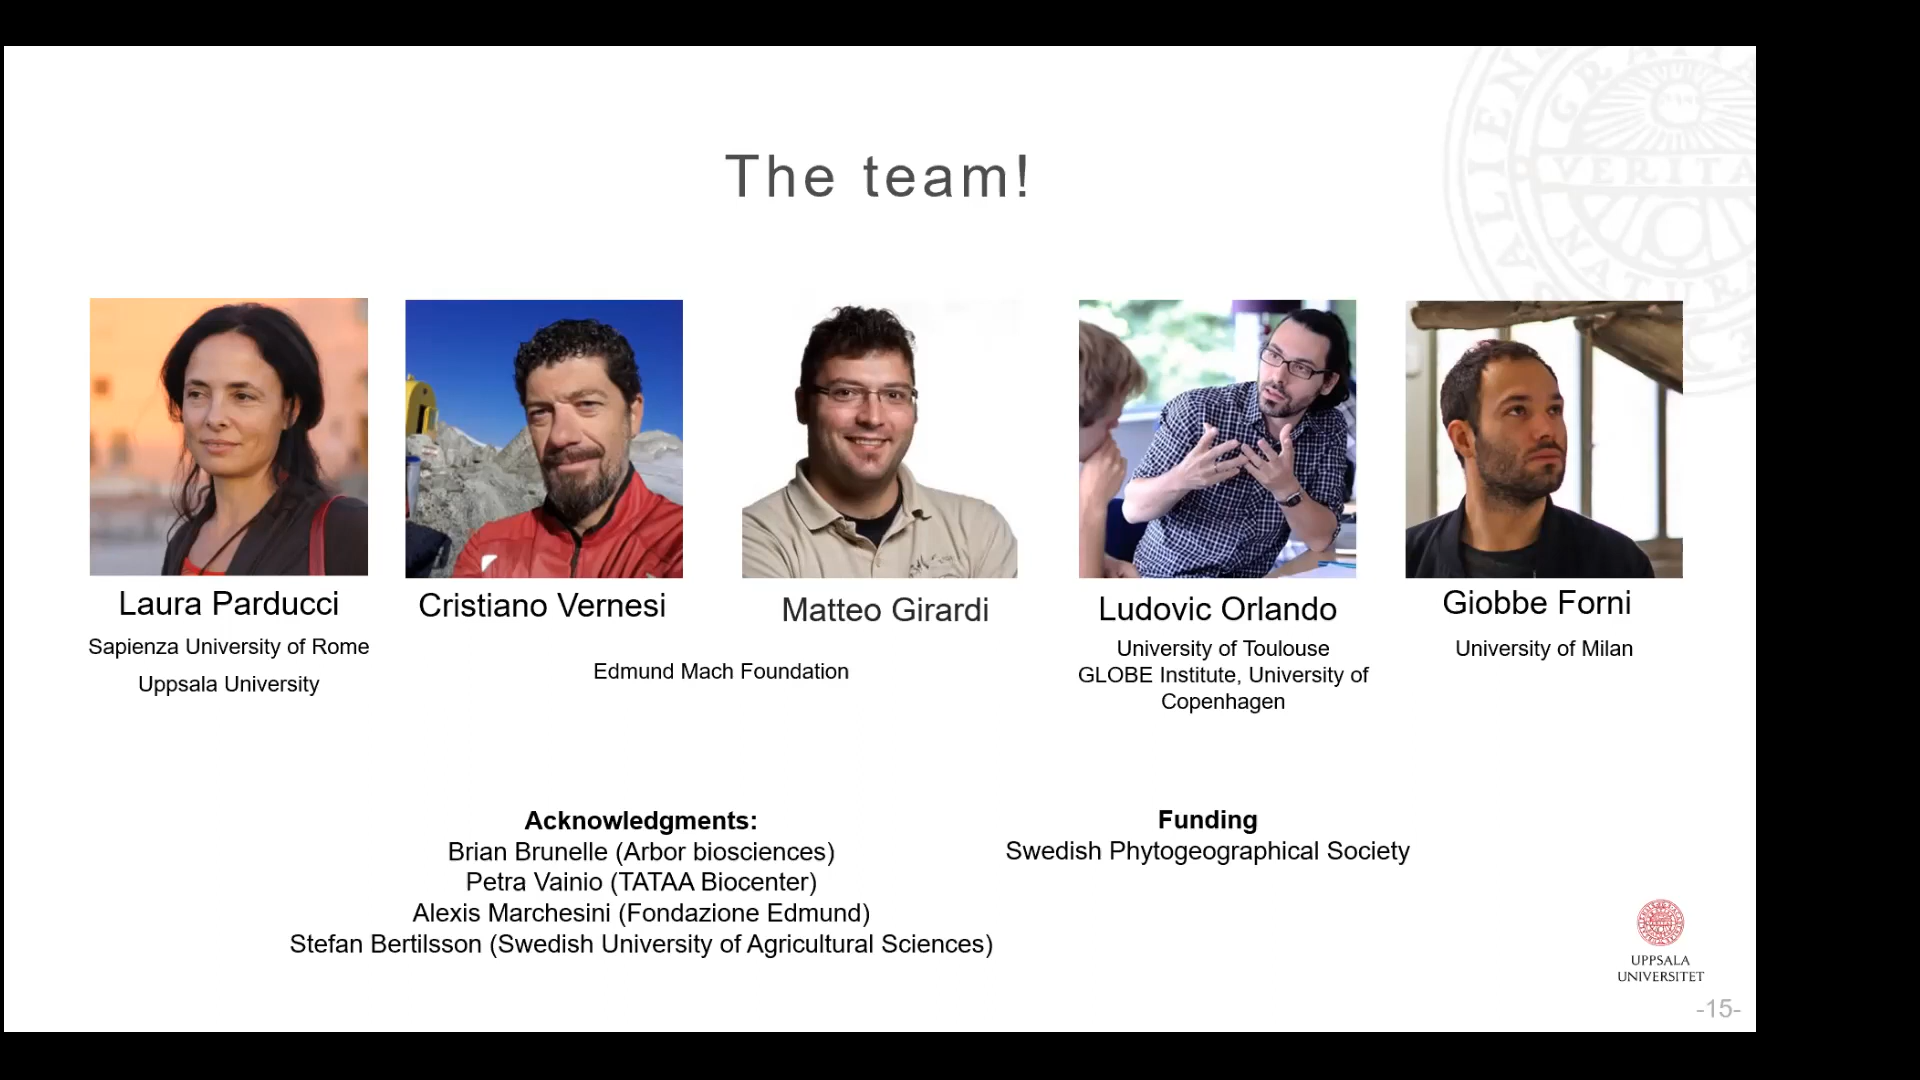 The team!
Laura Parducci
Sapienza University of Rome
Uppsala University
Cristiano Vernesi
Matteo Girardi
Edmund Mach Foundation
Ludovic Orlando
University of Toulouse
GLOBE Institute, University of
Copenhagen
Giobbe Forni
University of Milan
Acknowledgments:
Brian Brunelle (Arbor biosciences)
Petra Vainio (TATAA Biocenter)
Alexis Marchesini (Fondazione Edmund)
Stefan Bertilsson (Swedish University of Agricultural Sciences)
Funding
Swedish Phytogeographical Society
UPPSALA
UNIVERSITET
-15-